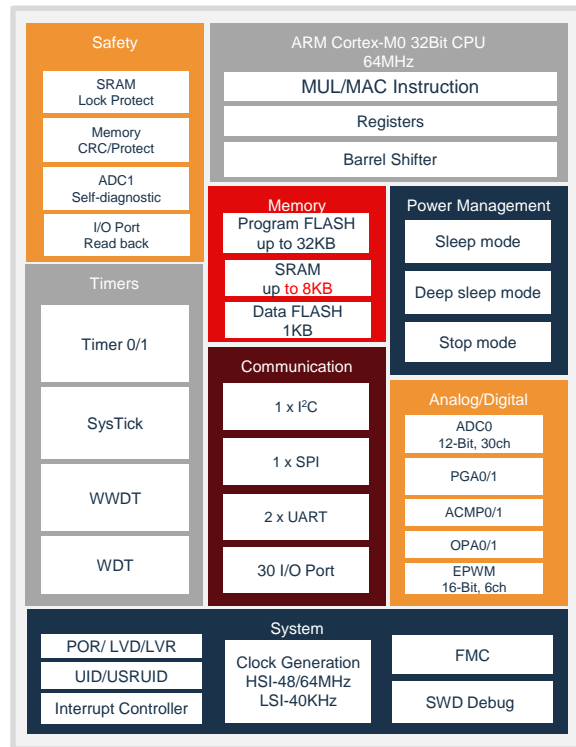 Safety
SRAM
Lock Protect
Memory
CRC/Protect
ADC1
Self-diagnostic
I/O Port
Read back
ARM Cortex-M0 32Bit CPU
64MHz
MUL/MAC Instruction
Registers
Barrel Shifter
Memory
Program FLASH
up to 32KB
SRAM
up to 8KB
Data FLASH
1KB
Power Management
Sleep mode
Deep sleep mode
Stop mode
Timers
Timer 0/1
SysTick
WWDT
WDT
Communication
1 x I²C
1 x SPI
2 x UART
30 I/O Port
Analog/Digital
ADC0
12-Bit, 30ch
PGA0/1
ACMP0/1
OPA0/1
EPWM
16-Bit, 6ch
System
POR/ LVD/LVR
UID/USRUID
Interrupt Controller
Clock Generation
HSI-48/64MHz
LSI-40KHz
FMC
SWD Debug